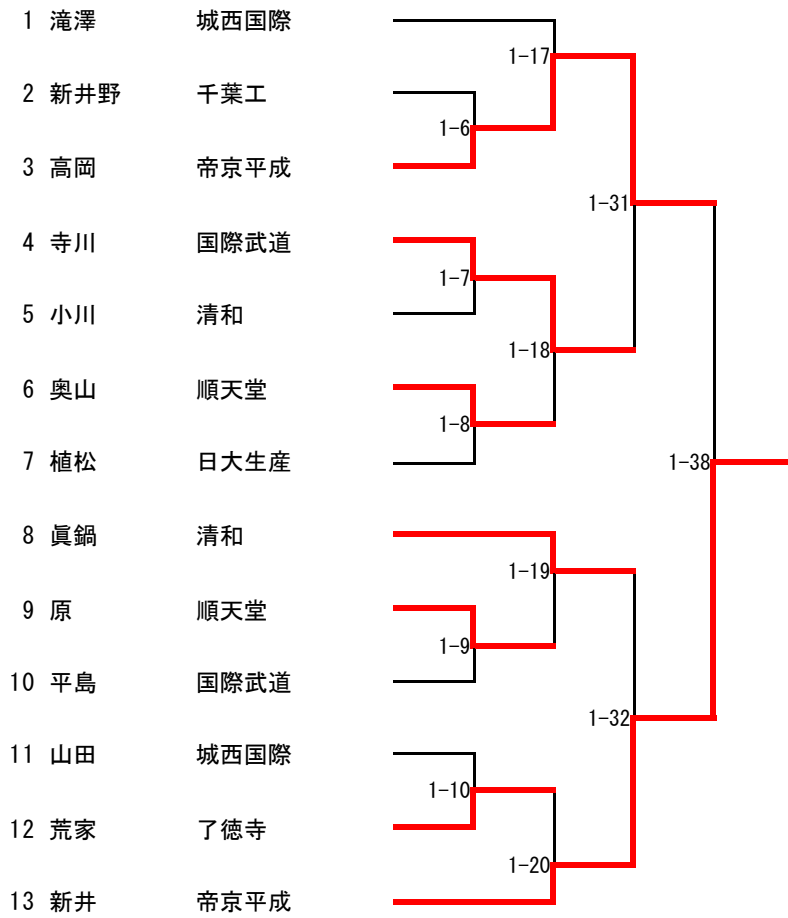 1 滝澤 城西国際
1-17
2 新井野 千葉工
1-6
3 高岡 帝京平成
1-31
4 寺川 国際武道
1-7
5 小川 清和
1-18
6 奥山 順天堂
1-8
7 植松 日大生産
1-38
8 眞鍋 清和
1-19
9 原 順天堂
1-9
10 平島 国際武道
1-32
11 山田 城西国際
1-10
12 荒家 了徳寺
1-20
13 新井 帝京平成